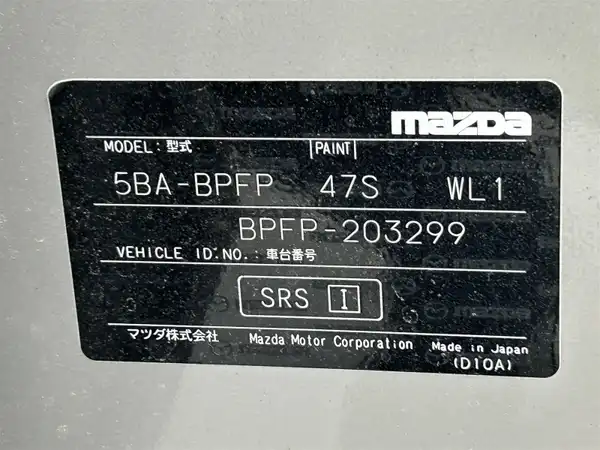 mazda
MODEL: 型式 PAINT
5BA-BPFP 47S WL1
BPFP-203299
VEHICLE ID.NO.: 車台番号
SRS I
マツダ株式会社 Mazda Motor Corporation Made in Japan
(D10A)